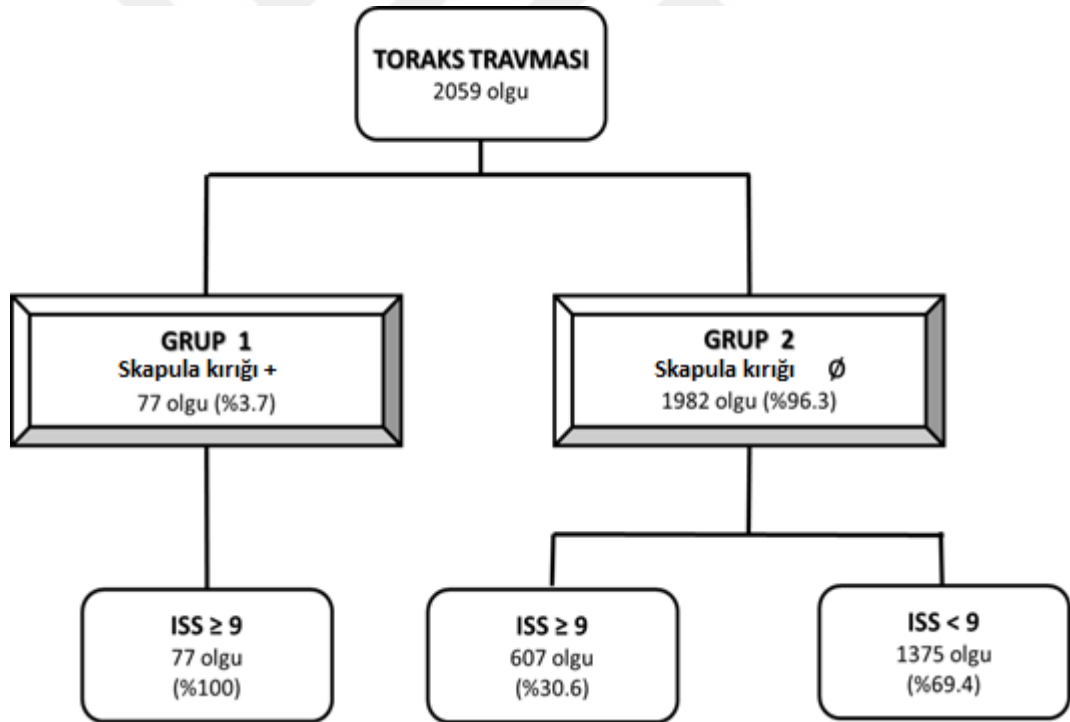 TORAKS TRAVMASI
2059 olgu
GRUP 1
Skapula kırığı +
77 olgu (%3.7)
GRUP 2
Skapula kırığı Ø
1982 olgu (%96.3)
ISS ≥ 9
77 olgu
(%100)
ISS ≥ 9
607 olgu
(%30.6)
ISS < 9
1375 olgu
(%69.4)